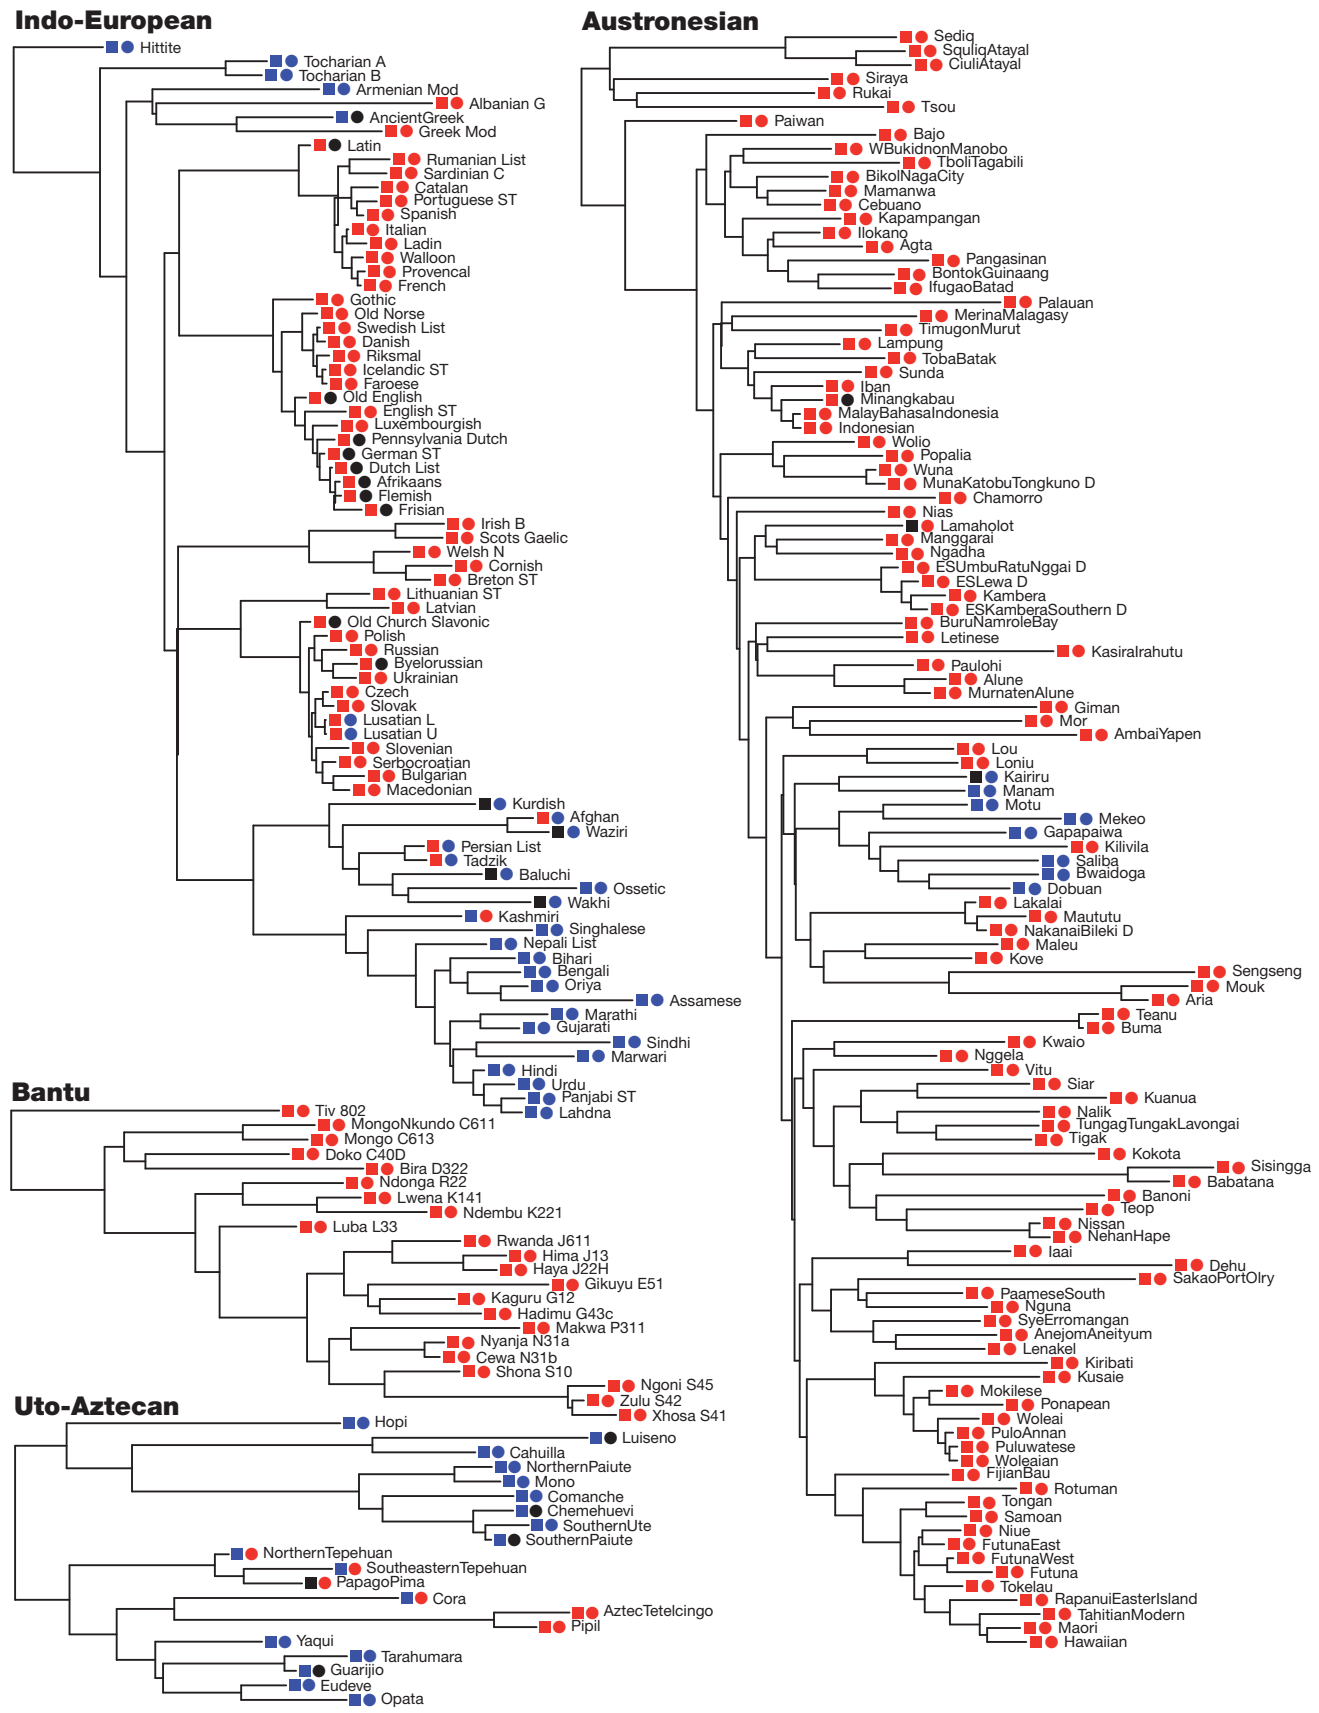 Indo-European
Hittite
Tocharian A
Tocharian B
Armenian Mod
Albanian G
AncientGreek
Greek Mod
Latin
Rumanian List
Sardinian C
Catalan
Portuguese ST
Spanish
Italian
Ladin
Walloon
Provencal
French
Gothic
Old Norse
Swedish List
Danish
Riksmal
Icelandic ST
Faroese
Old English
English ST
Luxembourgish
Pennsylvania Dutch
German ST
Dutch List
Afrikaans
Flemish
Frisian
Irish B
Scots Gaelic
Welsh N
Cornish
Breton ST
Lithuanian ST
Latvian
Old Church Slavonic
Polish
Russian
Byelorussian
Ukrainian
Czech
Slovak
Lusatian L
Lusatian U
Slovenian
Serbocroatian
Bulgarian
Macedonian
Kurdish
Afghan
Waziri
Persian List
Tadzik
Baluchi
Ossetic
Wakhi
Kashmiri
Singhalese
Nepali List
Bihari
Bengali
Oriya
Assamese
Marathi
Gujarati
Sindhi
Marwari
Hindi
Urdu
Panjabi ST
Lahdna
Bantu
Tiv 802
MongoNkundo C611
Mongo C613
Doko C40D
Bira D322
Ndonga R22
Lwena K141
Ndembu K221
Luba L33
Rwanda J611
Hima J13
Haya J22H
Gikuyu E51
Kaguru G12
Hadimu G43c
Makwa P311
Nyanja N31a
Cewa N31b
Shona S10
Ngoni S45
Zulu S42
Xhosa S41
Uto-Aztecan
Hopi
Luiseno
Cahuilla
NorthernPaiute
Mono
Comanche
Chemehuevi
SouthernUte
SouthernPaiute
NorthernTepehuan
SoutheasternTepehuan
PapagoPima
Cora
AztecTetelcingo
Pipil
Yaqui
Tarahumara
Guarijio
Eudeve
Opata
Austronesian
Sediq
SquliqAtayal
CiuliAtayal
Siraya
Rukai
Tsou
Paiwan
Bajo
WBukidnonManobo
TboliTagabili
BikolNagaCity
Mamanwa
Cebuano
Kapampangan
Ilokano
Agta
Pangasinan
BontokGuinaang
IfugaoBatad
Palauan
MerinaMalagasy
TimugonMurut
Lampung
TobaBatak
Sunda
Iban
Minangkabau
MalayBahasaIndonesia
Indonesian
Wolio
Popalia
Wuna
MunaKatobuTongkuno D
Chamorro
Nias
Lamaholot
Manggarai
Ngadha
ESUmbuRatuNggai D
ESLewa D
Kambera
ESKamberaSouthern D
BuruNamroleBay
Letinese
KasiraIrahutu
Paulohi
Alune
MurnatenAlune
Giman
Mor
AmbaiYapen
Lou
Loniu
Kairiru
Manam
Motu
Mekeo
Gapapaiwa
Kilivila
Saliba
Bwaidoga
Dobuan
Lakalai
Maututu
NakanaiBileki D
Maleu
Kove
Sengseng
Mouk
Aria
Teanu
Buma
Kwaio
Nggela
Vitu
Siar
Kuanua
Nalik
TungagTungakLavongai
Tigak
Kokota
Sisingga
Babatana
Banoni
Teop
Nissan
NehanHape
Iaai
Dehu
SakaoPortOlry
PaameseSouth
Nguna
SyeErromangan
AnejomAneityum
Lenakel
Kiribati
Kusaie
Mokilese
Ponapean
Woleai
PuloAnnan
Puluwatese
Woleaian
FijianBau
Rotuman
Tongan
Samoan
Niue
FutunaEast
FutunaWest
Futuna
Tokelau
RapanuiEasterIsland
TahitianModern
Maori
Hawaiian